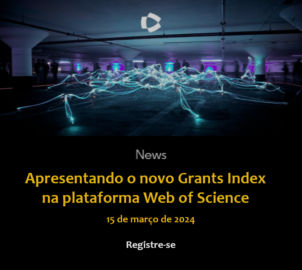 News
Apresentando o novo Grants Index
na plataforma Web of Science
15 de março de 2024
Registre-se